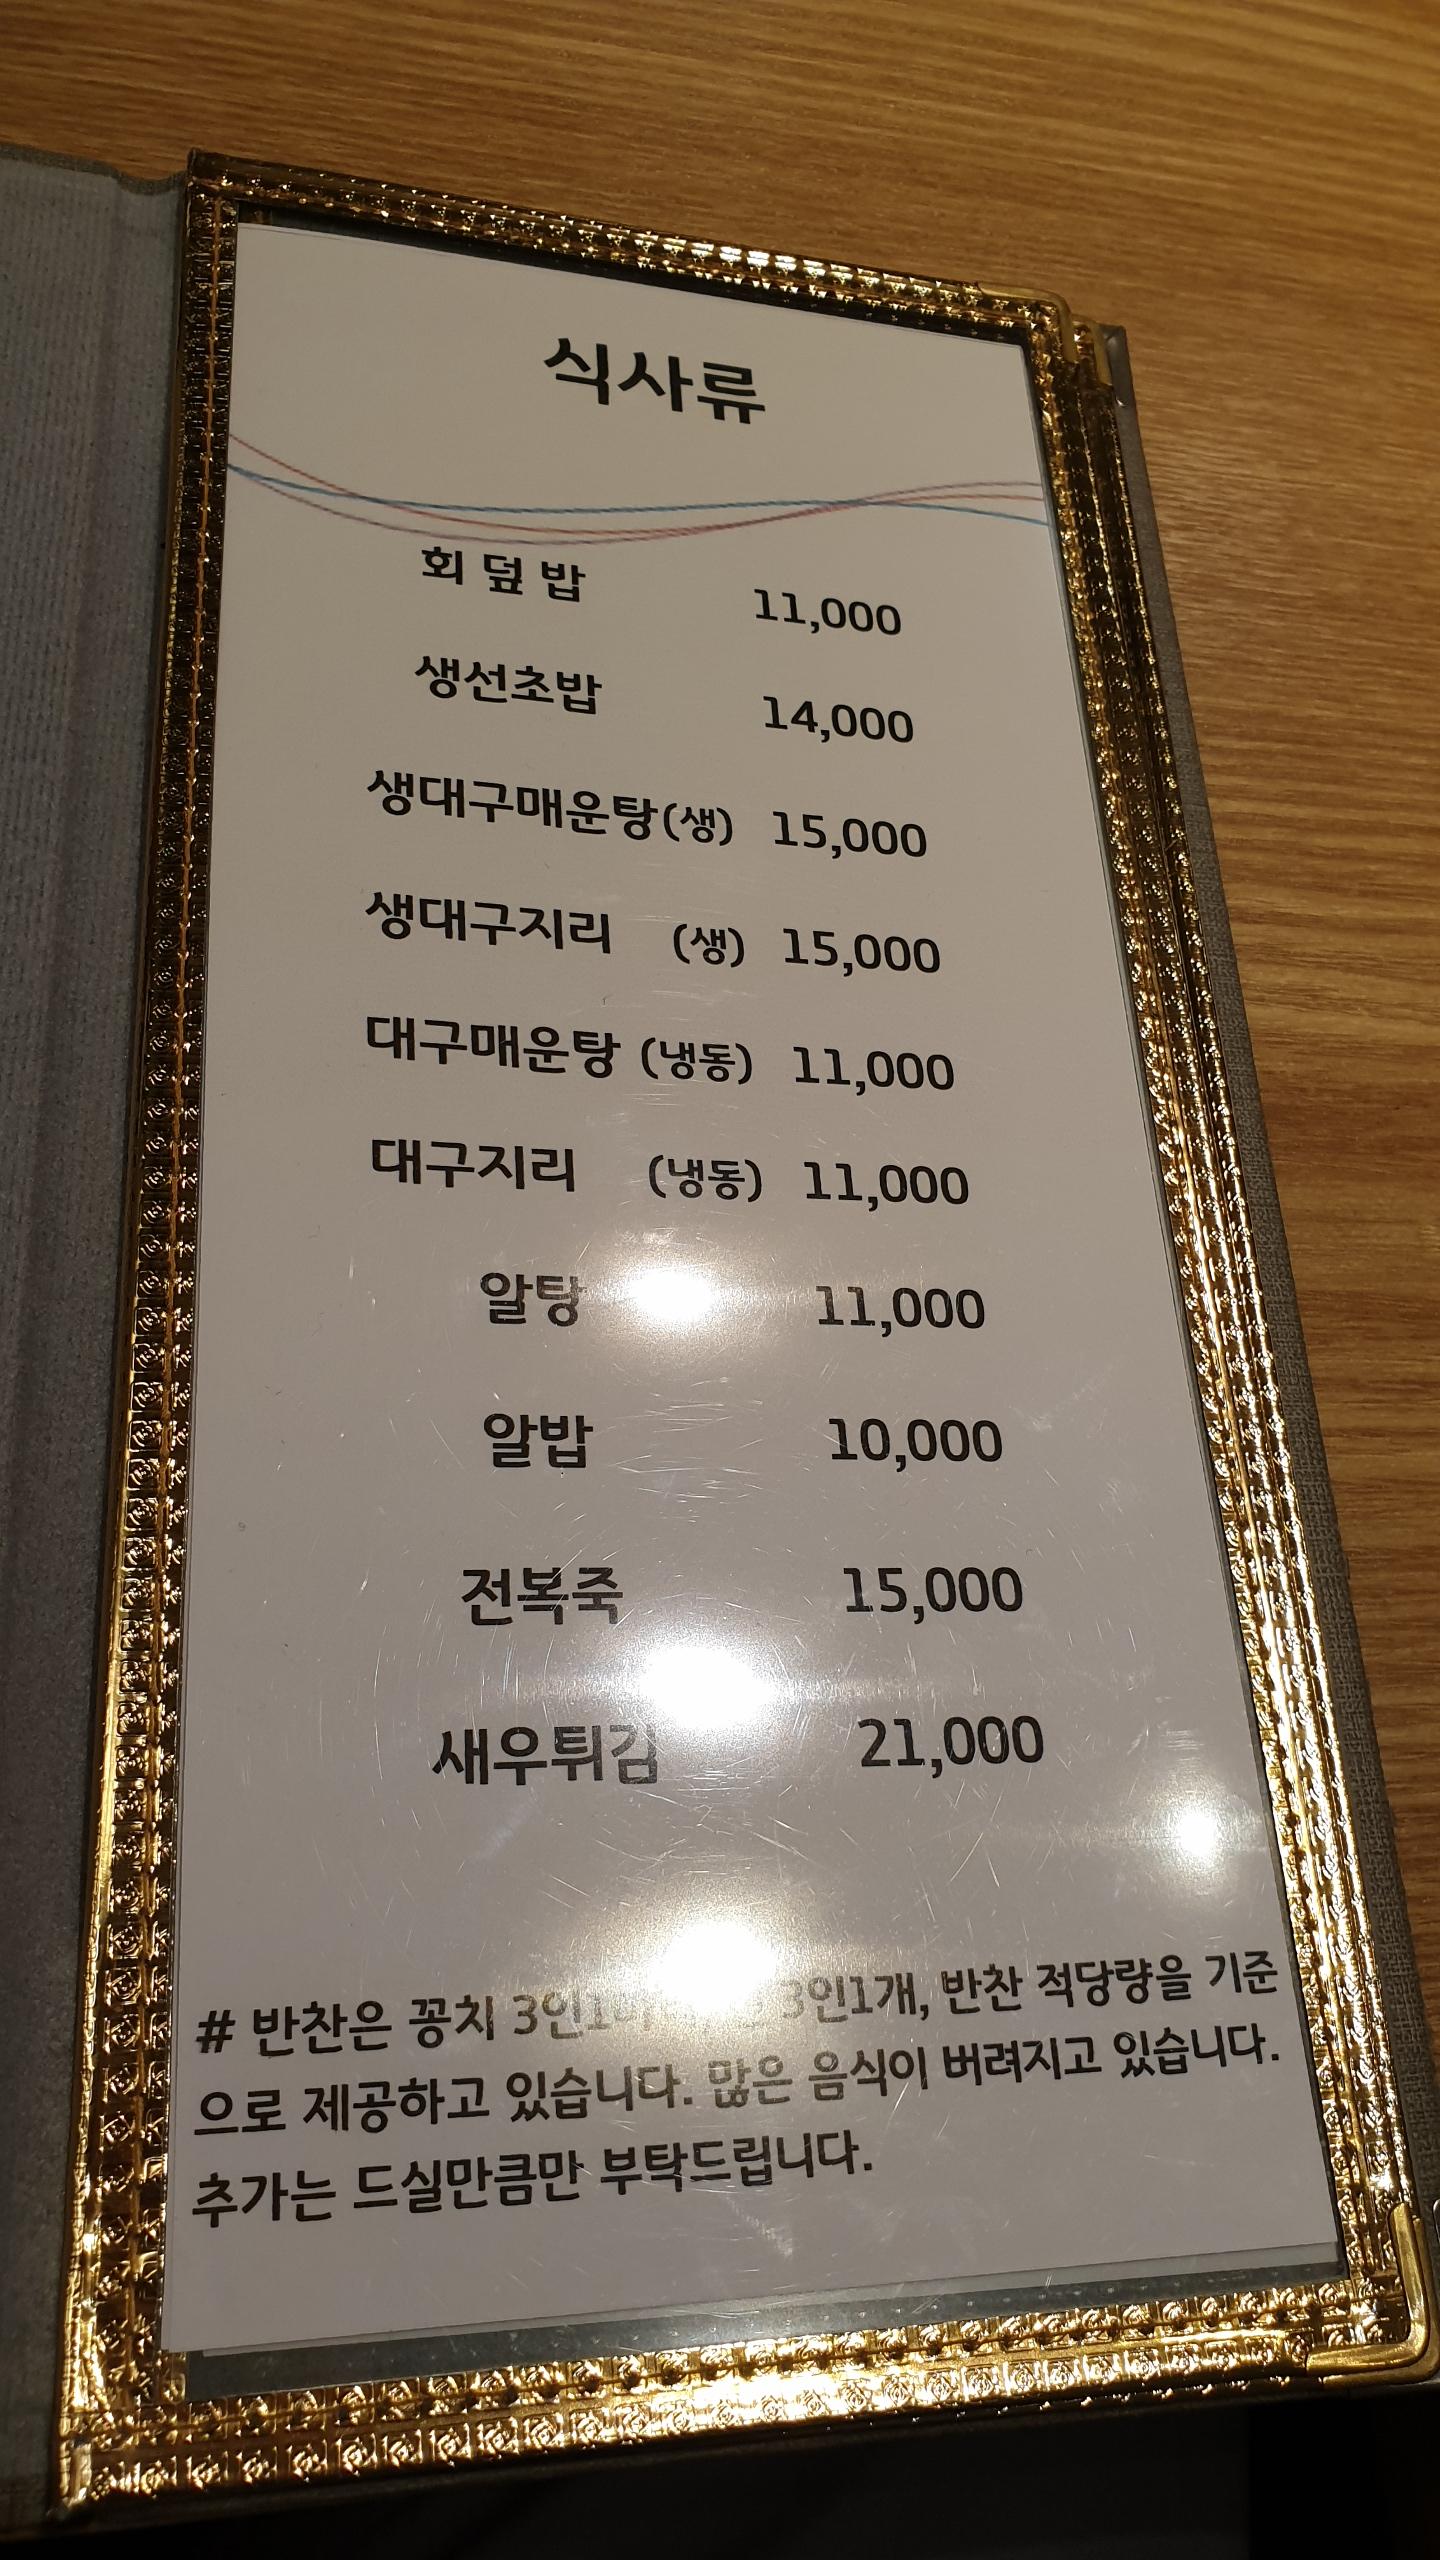 식사류
회 덮 밥 11,000
생선초밥 14,000
생대구매운탕(생) 15,000
생대구지리 (생) 15,000
대구매운탕 (냉동) 11,000
대구지리 (냉동) 11,000
알탕 11,000
알밥 10,000
전복죽 15,000
새우튀김 21,000
# 반찬은 꽁치 3인1 3인1개, 반찬 적당량을 기준
으로 제공하고 있습니다. 많은 음식이 버려지고 있습니다.
추가는 드실만큼만 부탁드립니다.